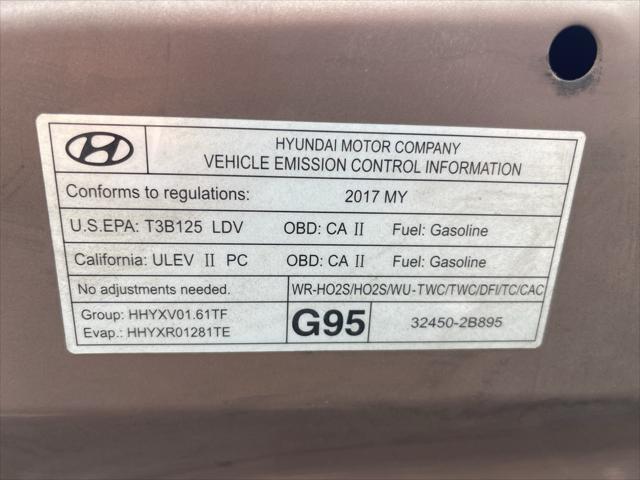 HYUNDAI MOTOR COMPANY
VEHICLE EMISSION CONTROL INFORMATION
Conforms to regulations: 2017 MY
U.S.EPA: T3B125 LDV OBD: CA II Fuel: Gasoline
California: ULEV II PC OBD: CA II Fuel: Gasoline
No adjustments needed. WR-HO2S/HO2S/WU-TWC/TWC/DFI/TC/CAC
Group: HHYXV01.61TF
Evap.: HHYXR01281TE
G95
32450-2B895